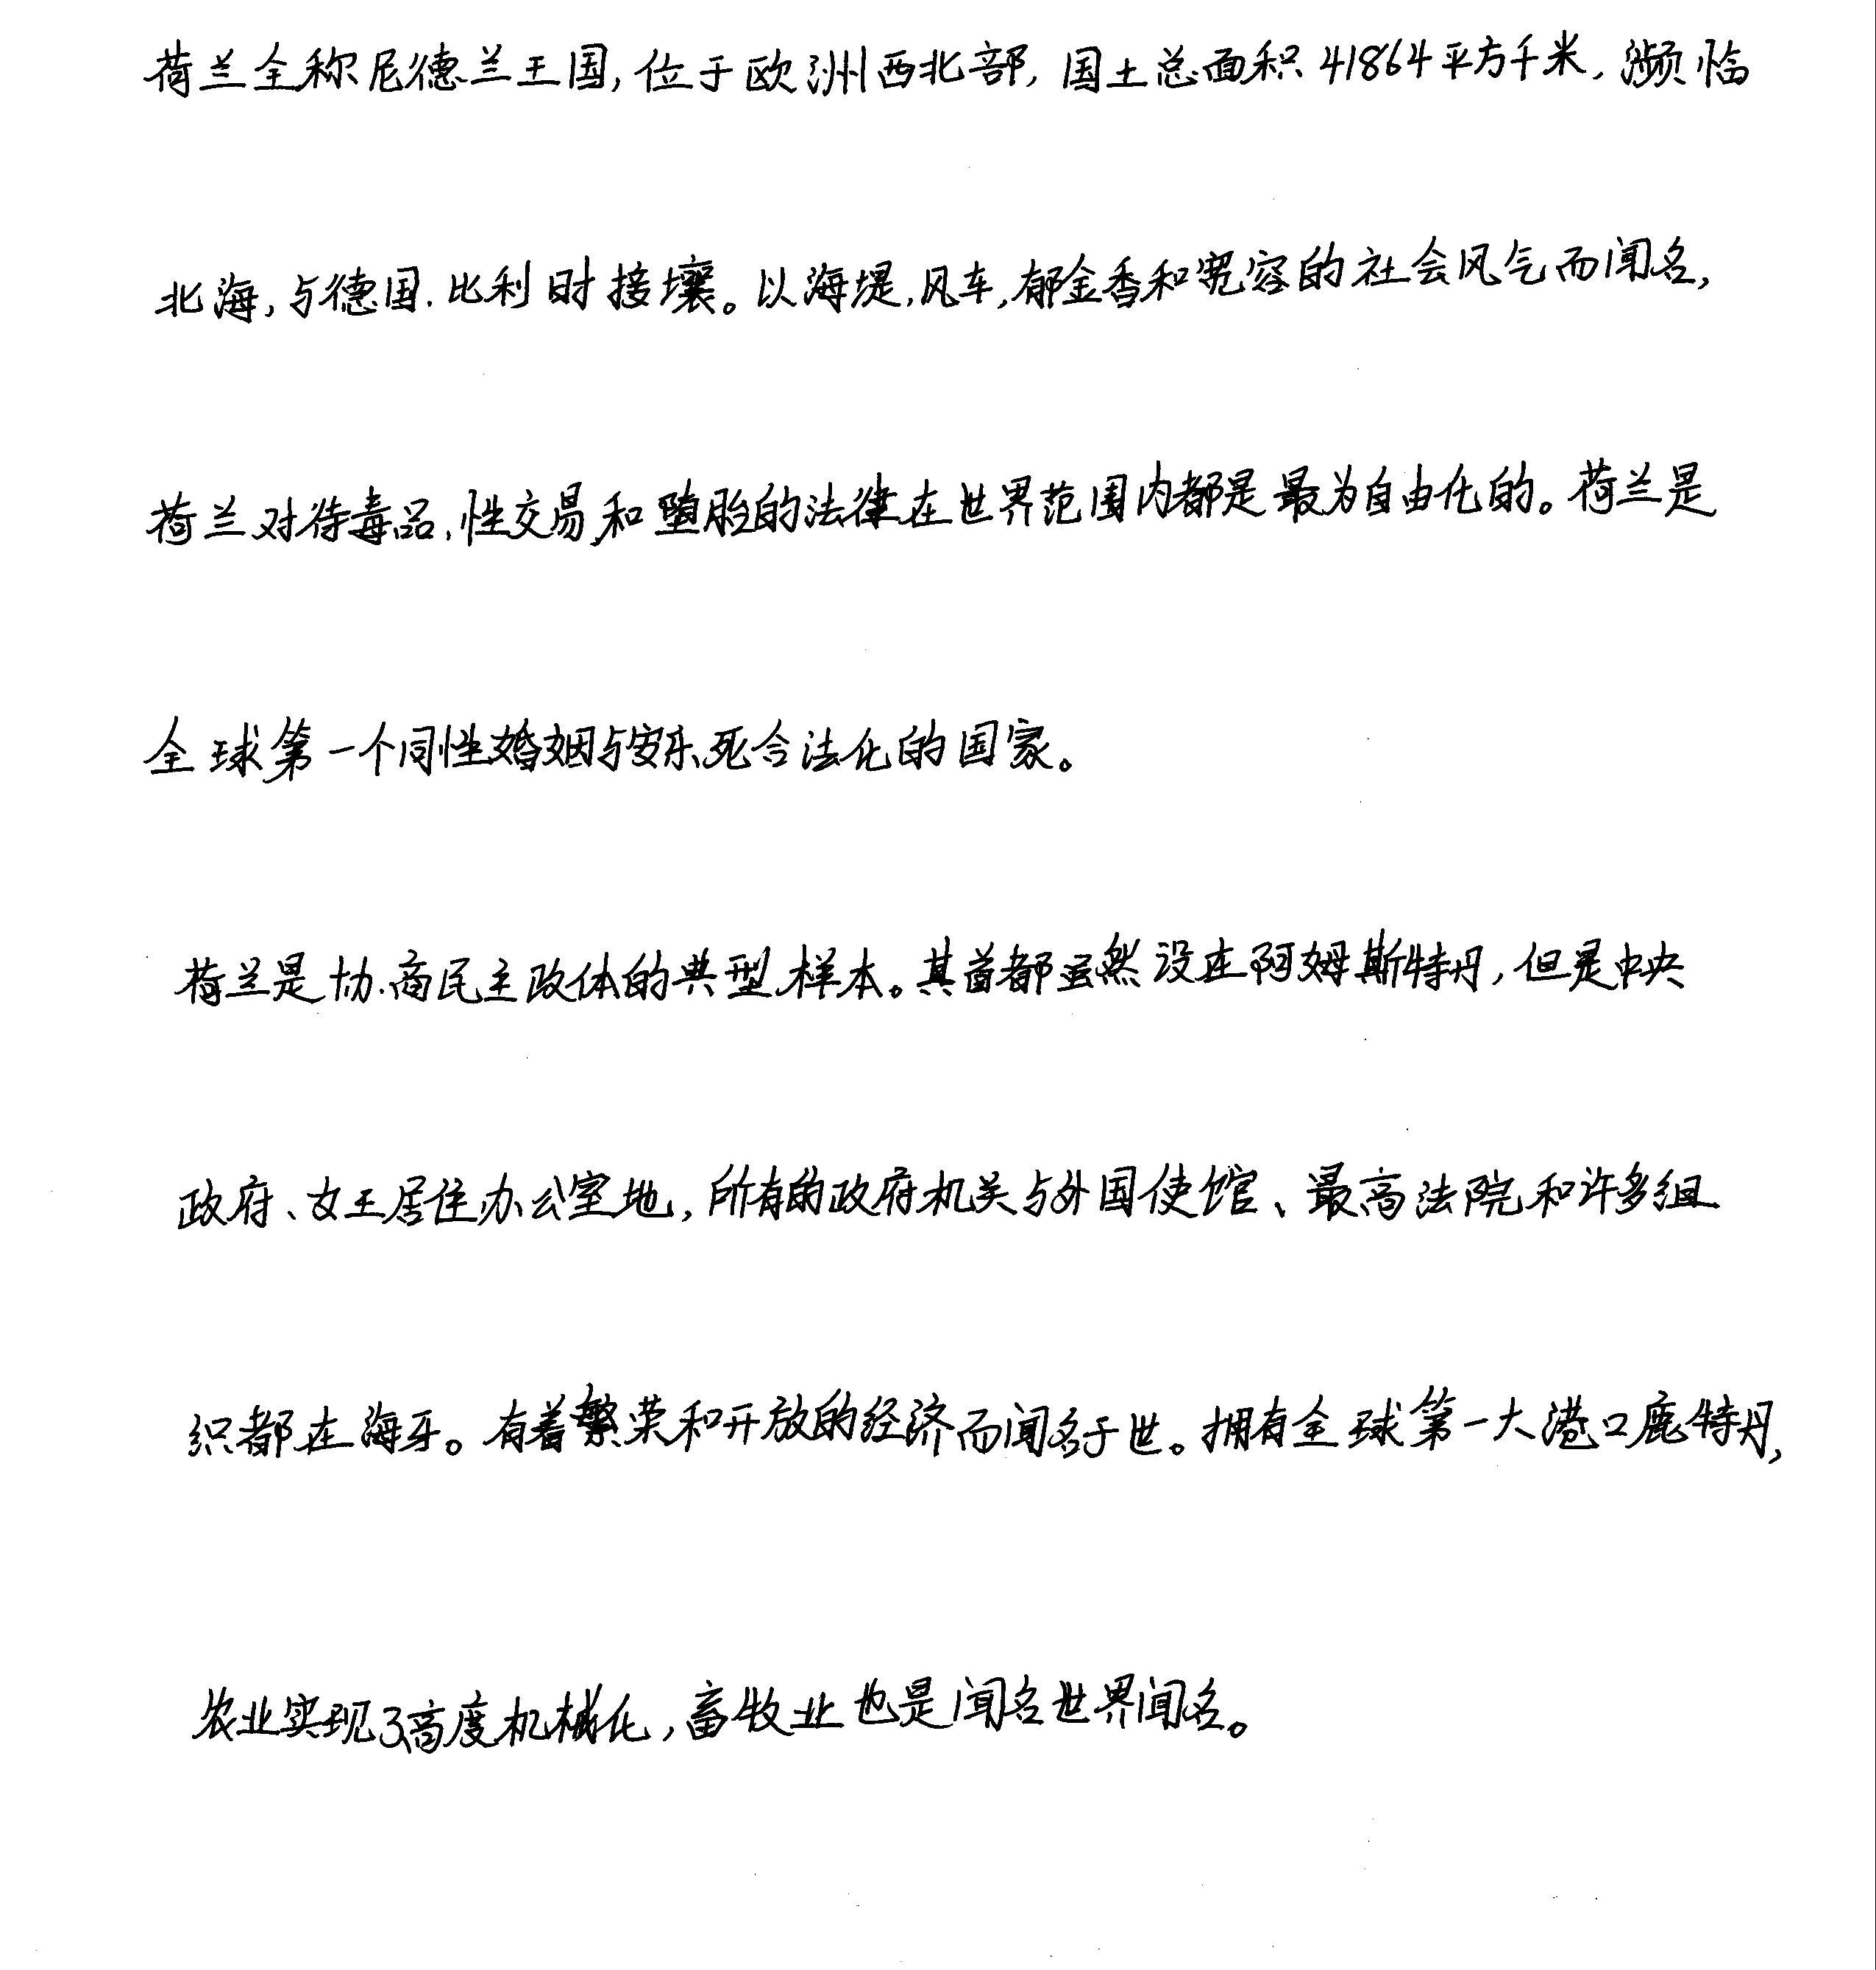 荷兰全称尼德兰王国,位于欧洲西北部,国土总面积41864平方千米,濒临
北海,与德国.比利时接壤。以海堤,风车,郁金香和宽容的社会风气而闻名,
荷兰对待毒品,性交易,和堕胎的法律在世界范围内都是最为自由化的。荷兰是
全球第一个同性婚姻与安乐死合法化的国家。
荷兰是协商民主政体的典型样本。其首都虽然设在阿姆斯特丹,但是中央
政府、女王居住办公室地,所有的政府机关与外国使馆、最高法院和许多组
织都在海牙。有着繁荣和开放的经济而闻名于世。拥有全球第一大港口鹿特丹,
农业实现了高度机械化,畜牧业也是闻名世界闻名。